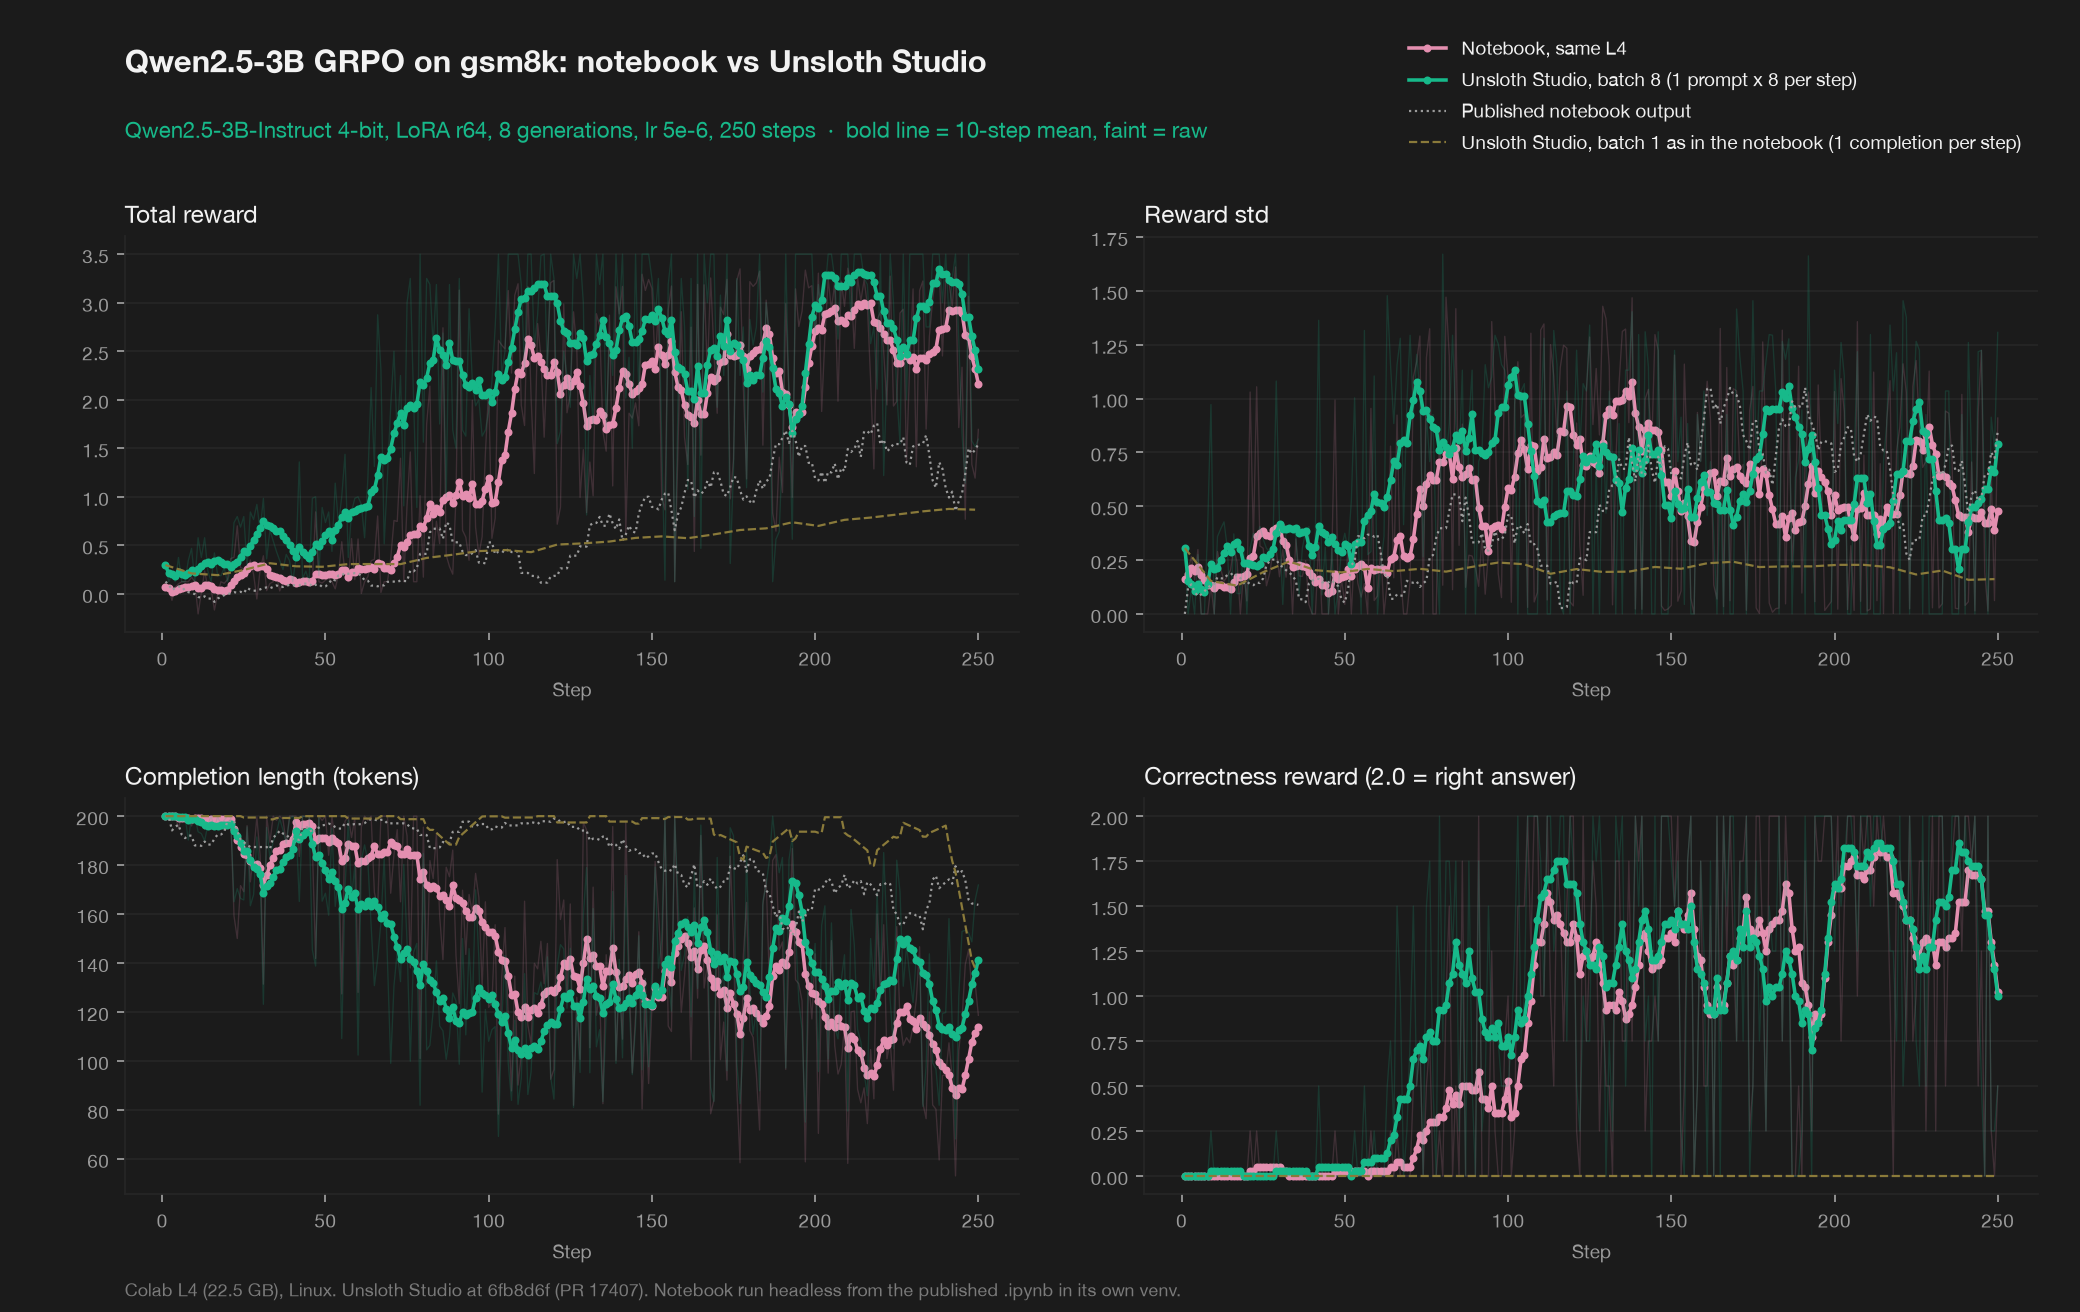 Qwen2.5-3B GRPO on gsm8k: notebook vs Unsloth Studio
Qwen2.5-3B-Instruct 4-bit, LoRA r64, 8 generations, lr 5e-6, 250 steps · bold line = 10-step mean, faint = raw
Notebook, same L4
Unsloth Studio, batch 8 (1 prompt x 8 per step)
Published notebook output
Unsloth Studio, batch 1 as in the notebook (1 completion per step)
Total reward
3.5
3.0
2.5
2.0
1.5
1.0
0.5
0.0
0 50 100 150 200 250
Step
Reward std
1.75
1.50
1.25
1.00
0.75
0.50
0.25
0.00
0 50 100 150 200 250
Step
Completion length (tokens)
200
180
160
140
120
100
80
60
0 50 100 150 200 250
Step
Correctness reward (2.0 = right answer)
2.00
1.75
1.50
1.25
1.00
0.75
0.50
0.25
0.00
0 50 100 150 200 250
Step
Colab L4 (22.5 GB), Linux. Unsloth Studio at 6fb8d6f (PR 17407). Notebook run headless from the published .ipynb in its own venv.